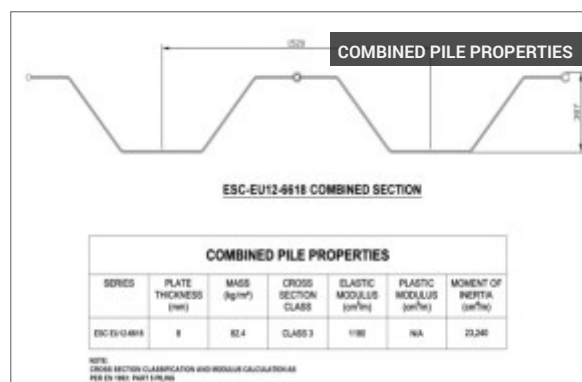 1529
COMBINED PILE PROPERTIES
ESC-EU12-6618 COMBINED SECTION
COMBINED PILE PROPERTIES
SERIES PLATE THICKNESS (mm) MASS (kg/m²) CROSS SECTION CLASS ELASTIC MODULUS (cm³/m) PLASTIC MODULUS (cm³/m) MOMENT OF INERTIA (cm⁴/m)
ESC-EU12-6618 8 82.4 CLASS 3 1180 N/A 23,240
NOTE:
CROSS SECTION CLASSIFICATION AND MODULUS CALCULATION AS
PER EN 1993: PART 5 PILING